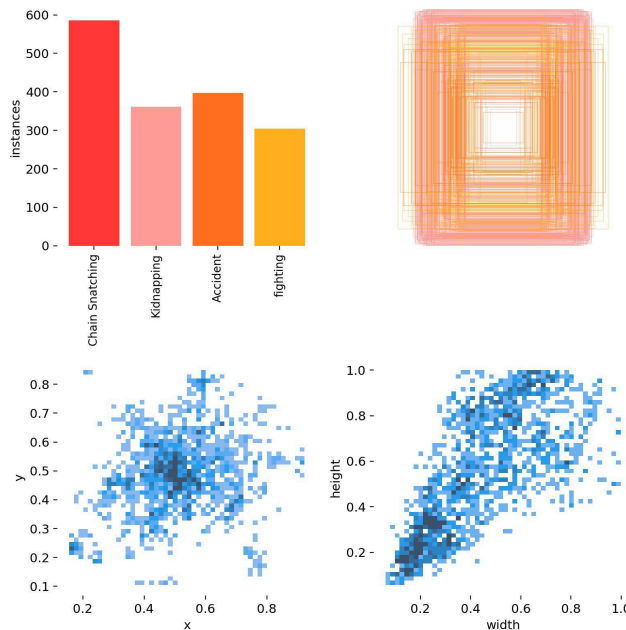 600
500
400
300
200
100
0
instances
Chain Snatching
Kidnapping
Accident
fighting
0.8
0.7
0.6
0.5
0.4
0.3
0.2
0.1
y
0.2 0.4 0.6 0.8
x
1.0
0.8
0.6
0.4
0.2
height
0.2 0.4 0.6 0.8 1.0
width